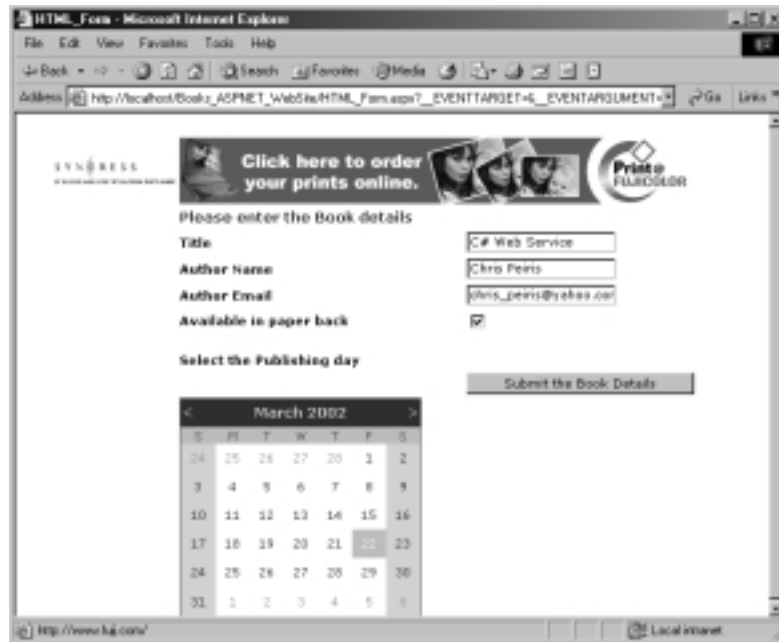 HTML_Form - Microsoft Internet Explorer
File Edit View Favorites Tools Help
Back Search Favorites Media
Address http://localhost/Books_ASPNET_WebSite/HTML_Form.aspx?__EVENTTARGET=&__EVENTARGUMENT= Go Links
SYNGRESS
Click here to order
your prints online.
Print@
FUJICOLOR
Please enter the Book details
Title C# Web Service
Author Name Chris Peiris
Author Email chris_peiris@yahoo.com
Available in paper back
Select the Publishing day
Submit the Book Details
< March 2002 >
S M T W T F S
24 25 26 27 28 1 2
3 4 5 6 7 8 9
10 11 12 13 14 15 16
17 18 19 20 21 22 23
24 25 26 27 28 29 30
31 1 2 3 4 5 6
http://www.fuji.com/ Local intranet